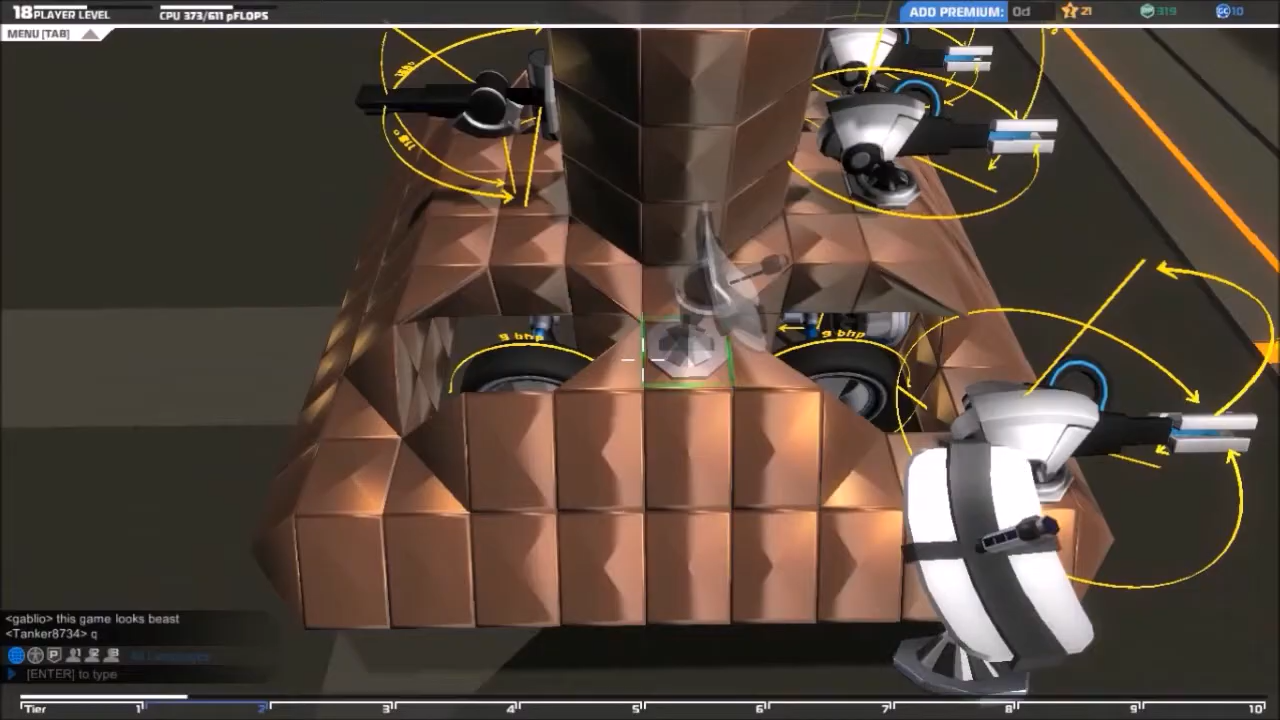 18 PLAYER LEVEL
CPU 373/611 pFLOPS
ADD PREMIUM: 0d
21
319
GC 10
MENU [TAB]
118°
9 bhp
9 bhp
<gablio> this game looks beast
<Tanker8734> q
P
[ENTER] to type
Tier 1 2 3 4 5 6 7 8 9 10